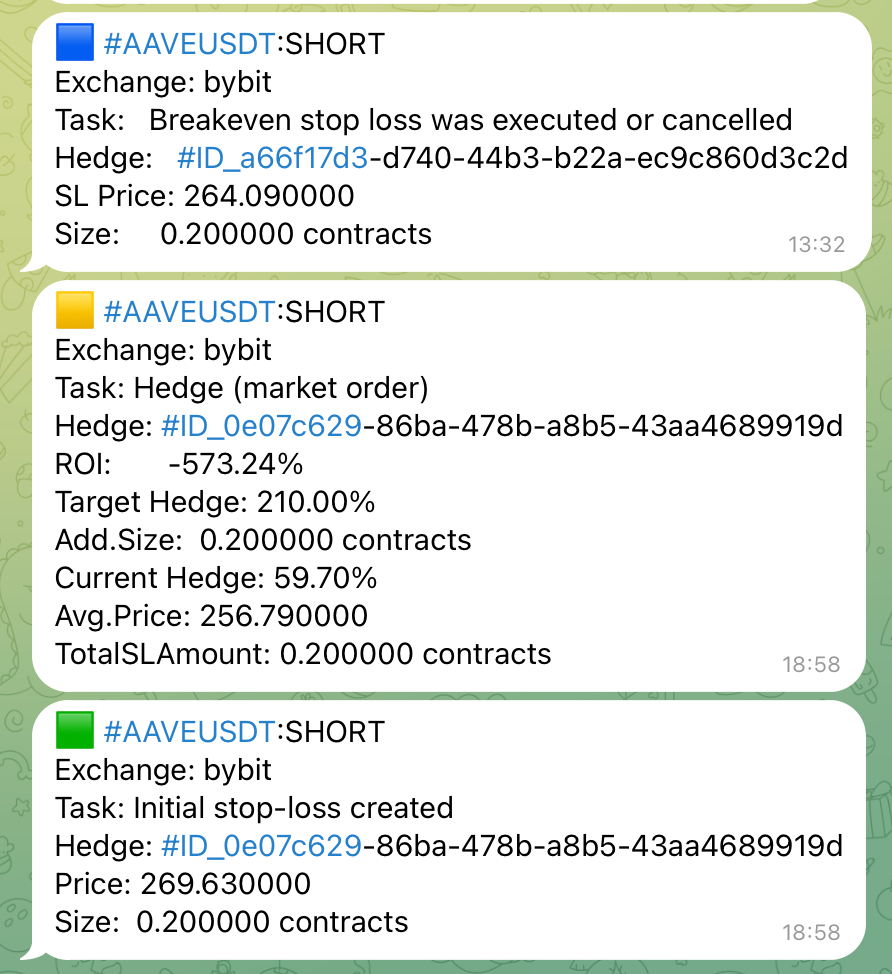 #AAVEUSDT:SHORT
Exchange: bybit
Task: Breakeven stop loss was executed or cancelled
Hedge: #ID_a66f17d3-d740-44b3-b22a-ec9c860d3c2d
SL Price: 264.090000
Size: 0.200000 contracts
13:32
#AAVEUSDT:SHORT
Exchange: bybit
Task: Hedge (market order)
Hedge: #ID_0e07c629-86ba-478b-a8b5-43aa4689919d
ROI: -573.24%
Target Hedge: 210.00%
Add.Size: 0.200000 contracts
Current Hedge: 59.70%
Avg.Price: 256.790000
TotalSLAmount: 0.200000 contracts
18:58
#AAVEUSDT:SHORT
Exchange: bybit
Task: Initial stop-loss created
Hedge: #ID_0e07c629-86ba-478b-a8b5-43aa4689919d
Price: 269.630000
Size: 0.200000 contracts
18:58